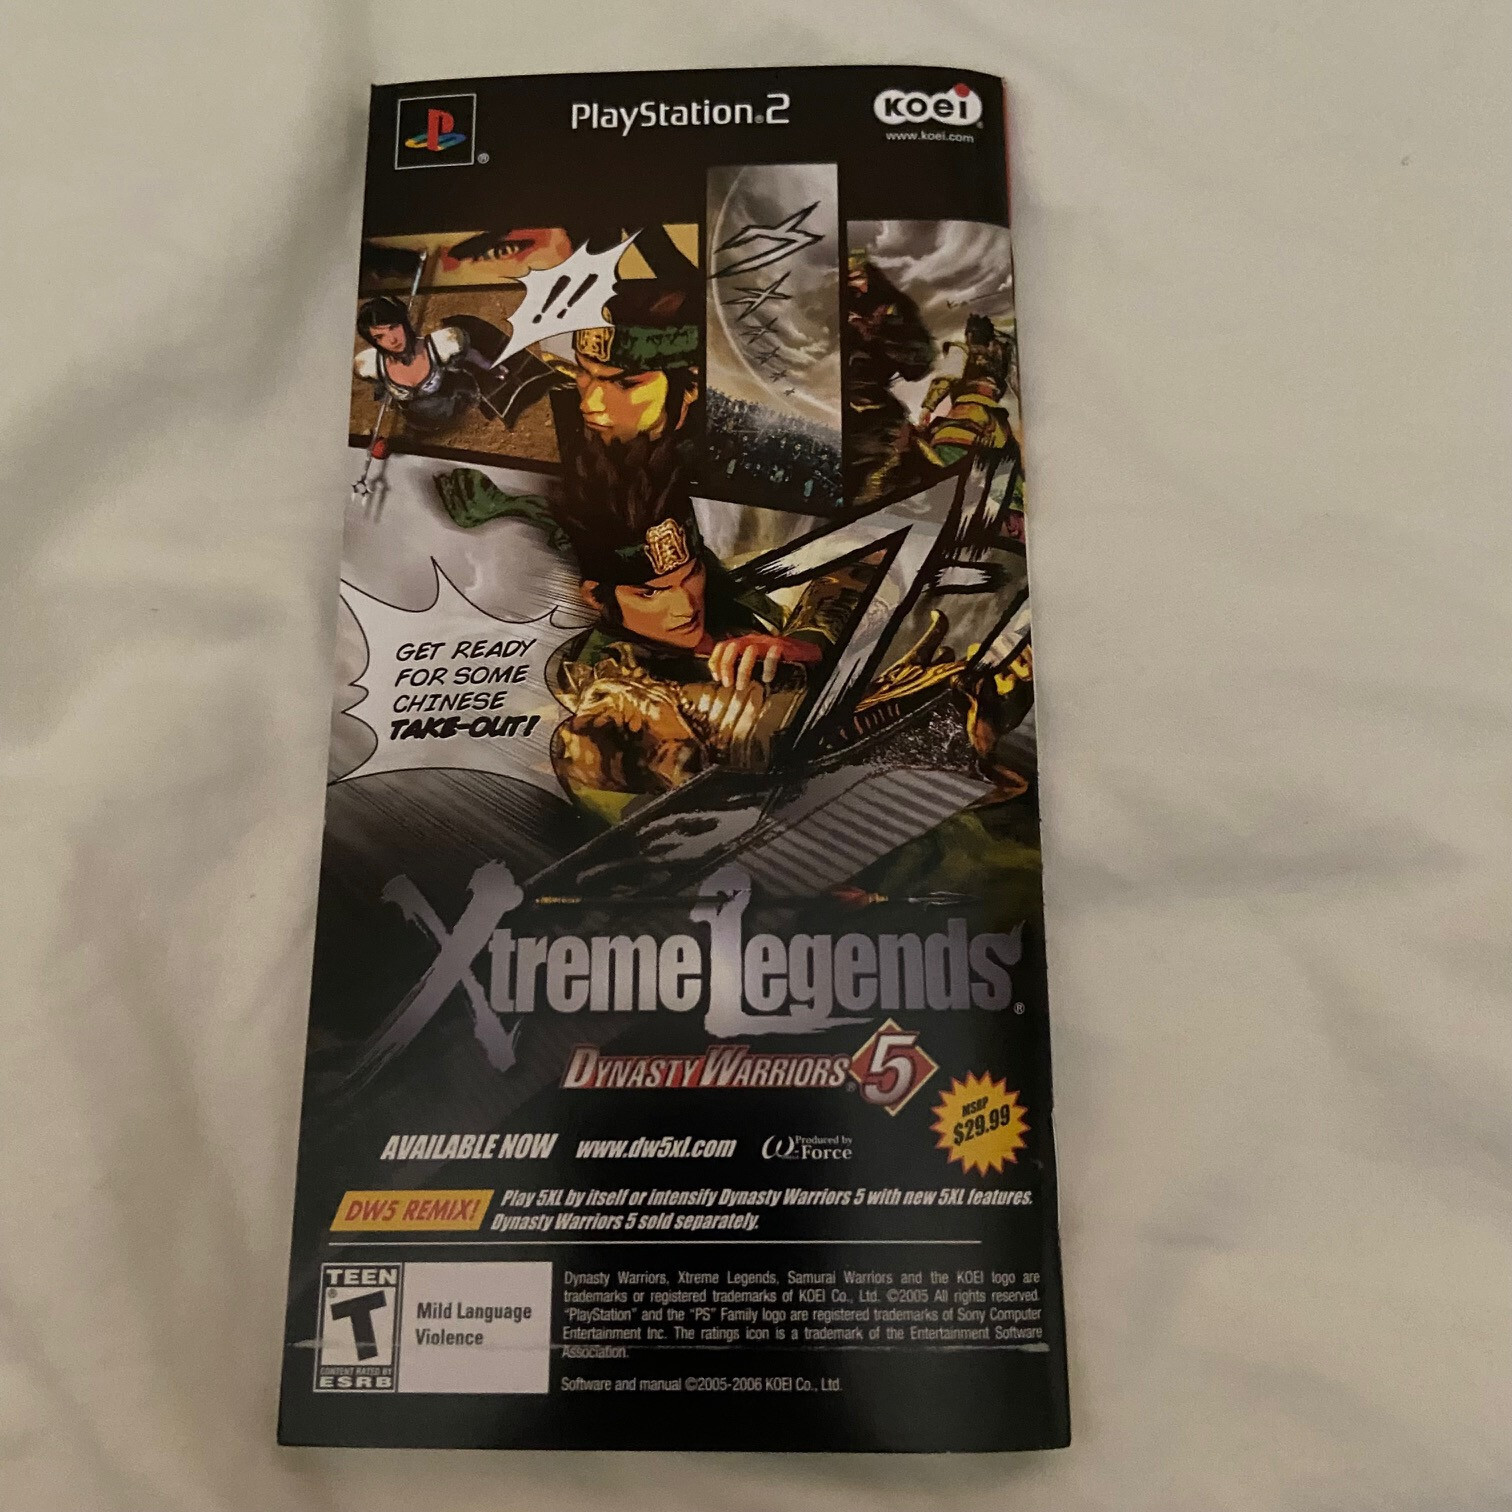 PlayStation®2
KOEI®
www.koei.com
®
!!
GET READY
FOR SOME
CHINESE
TAKE-OUT!
Xtreme Legends®
DYNASTY WARRIORS® 5
MSRP
$29.99
AVAILABLE NOW www.dw5xl.com ω-Force Produced by
DW5 REMIX! Play 5XL by itself or intensify Dynasty Warriors 5 with new 5XL features.
Dynasty Warriors 5 sold separately.
TEEN
T®
CONTENT RATED BY
ESRB
Mild Language
Violence
Dynasty Warriors, Xtreme Legends, Samurai Warriors and the KOEI logo are
trademarks or registered trademarks of KOEI Co., Ltd. ©2005 All rights reserved.
"PlayStation" and the "PS" Family logo are registered trademarks of Sony Computer
Entertainment Inc. The ratings icon is a trademark of the Entertainment Software
Association.
Software and manual ©2005-2006 KOEI Co., Ltd.